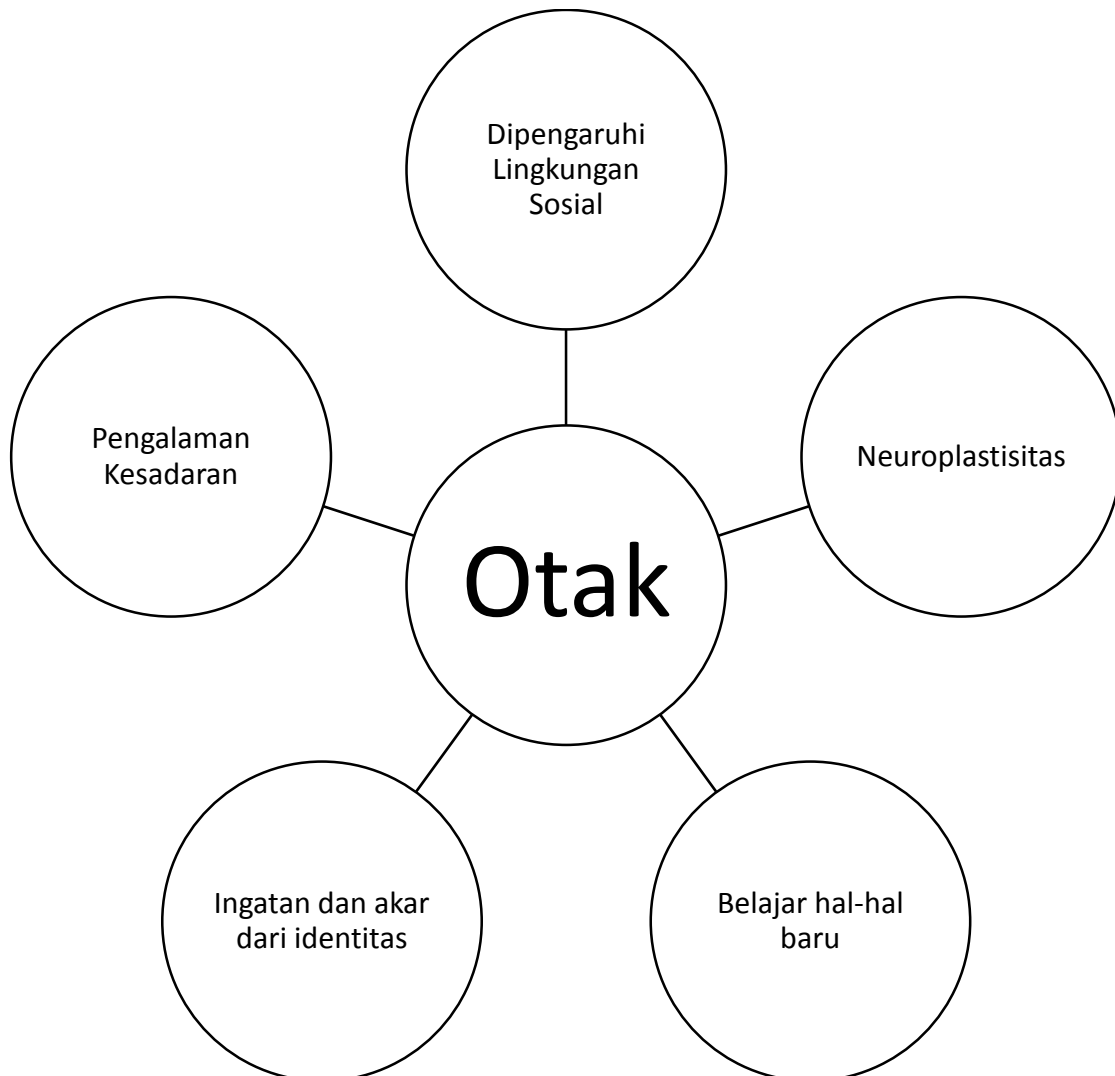 Dipengaruhi
Lingkungan
Sosial
Pengalaman
Kesadaran
Neuroplastisitas
Otak
Ingatan dan akar
dari identitas
Belajar hal-hal
baru